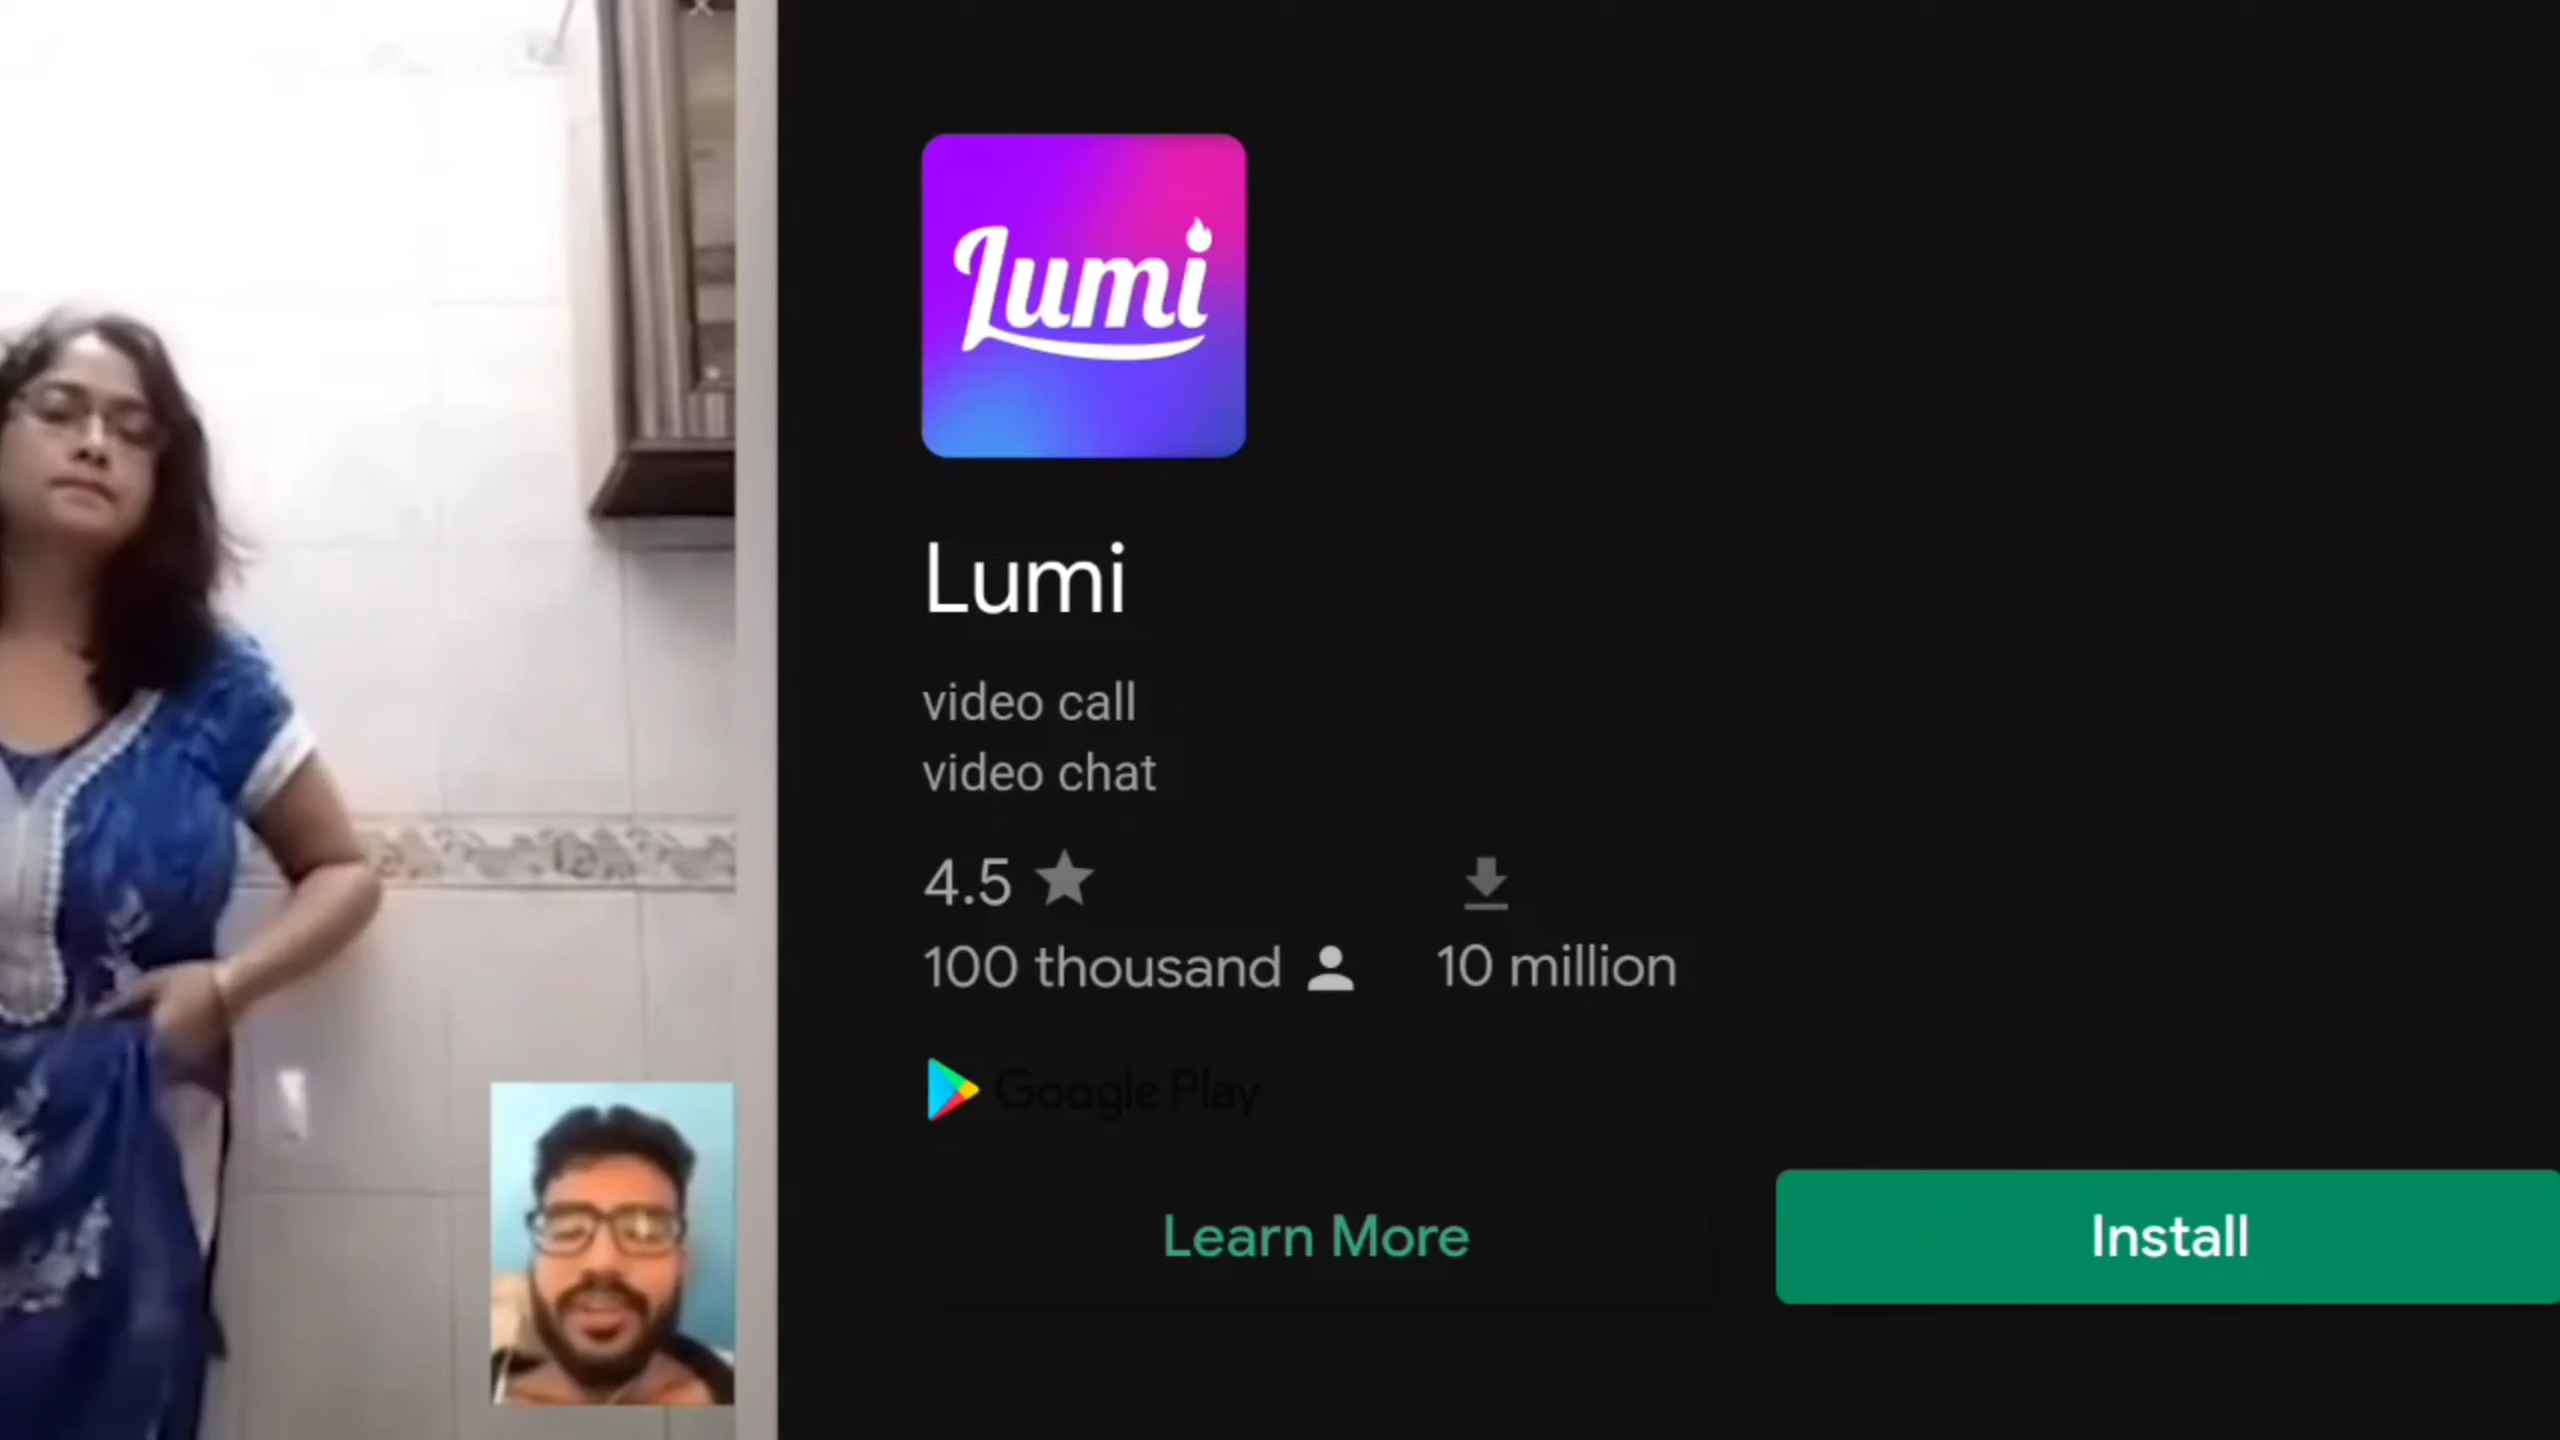 Lumi
Lumi
video call
video chat
4.5
100 thousand
10 million
Google Play
Learn More
Install